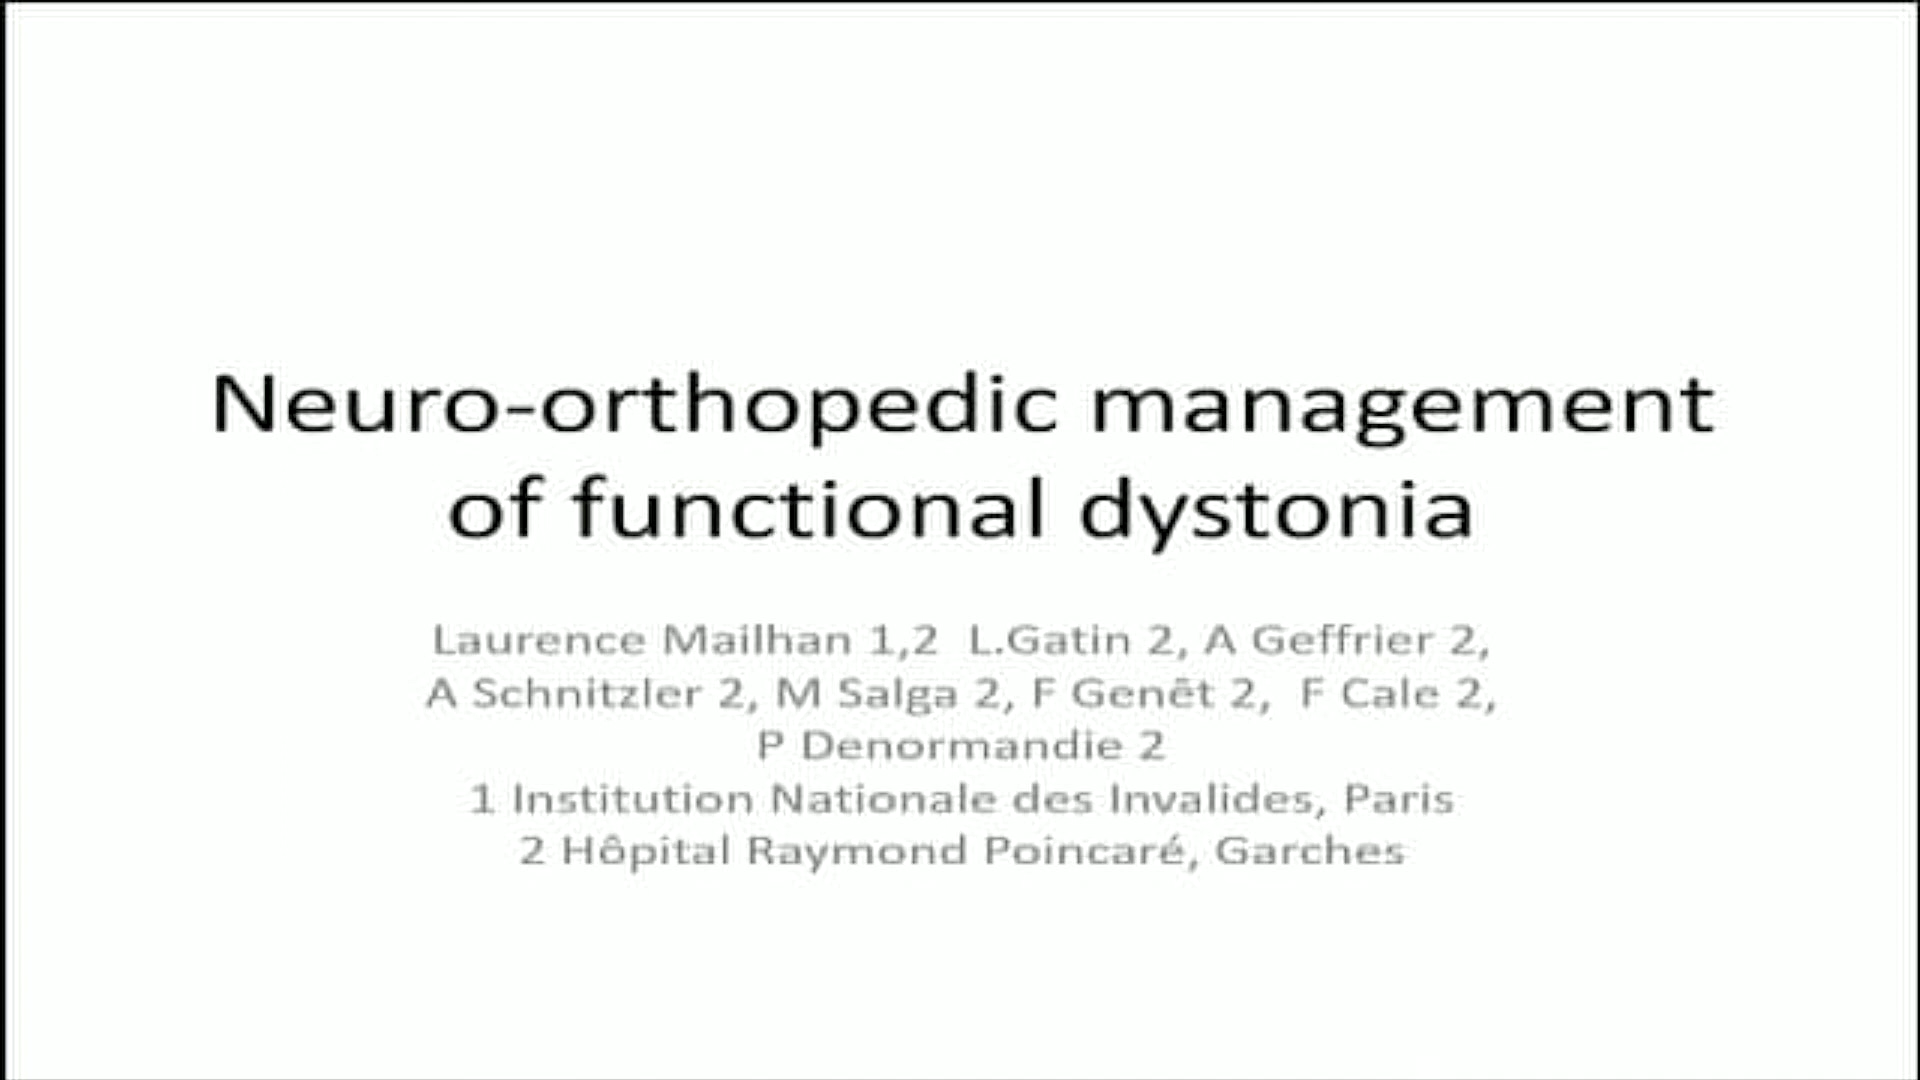 Neuro-orthopedic management
of functional dystonia
Laurence Mailhan 1,2  L.Gatin 2, A Geffrier 2,
A Schnitzler 2, M Salga 2, F Genêt 2,  F Cale 2,
P Denormandie 2
1 Institution Nationale des Invalides, Paris
2 Hôpital Raymond Poincaré, Garches